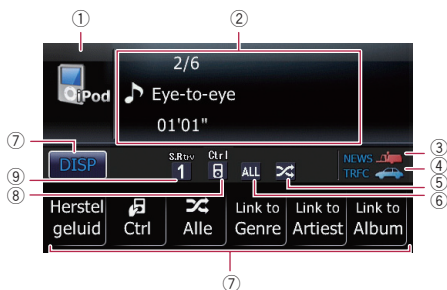 ① ②
2/6
iPod
Eye-to-eye
01'01"
⑦
DISP
S.Rtrv
1
Ctrl
ALL
NEWS ③
TRFC ④
⑤
⑥
⑨
⑧
Herstel geluid
Ctrl
Alle
Link to Genre
Link to Artiest
Link to Album
⑦